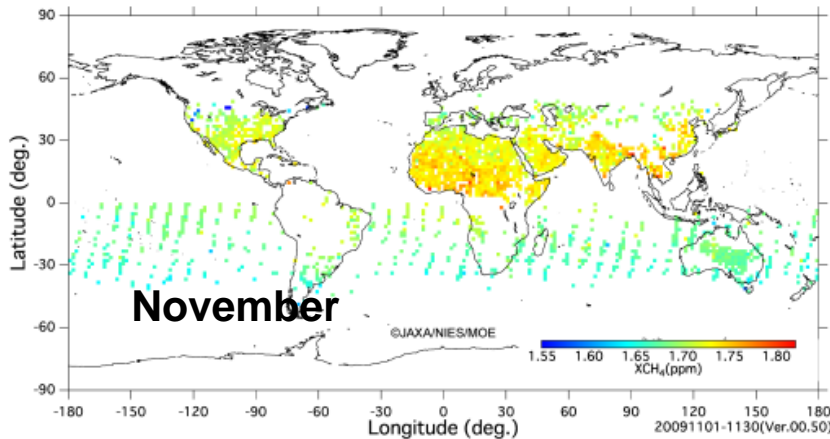 90
60
30
0
-30
-60
-90
Latitude (deg.)
November
©JAXA/NIES/MOE
1.55 1.60 1.65 1.70 1.75 1.80
XCH₄(ppm)
-180 -150 -120 -90 -60 -30 0 30 60 90 120 150 180
Longitude (deg.)
20091101-1130(Ver.00.50)